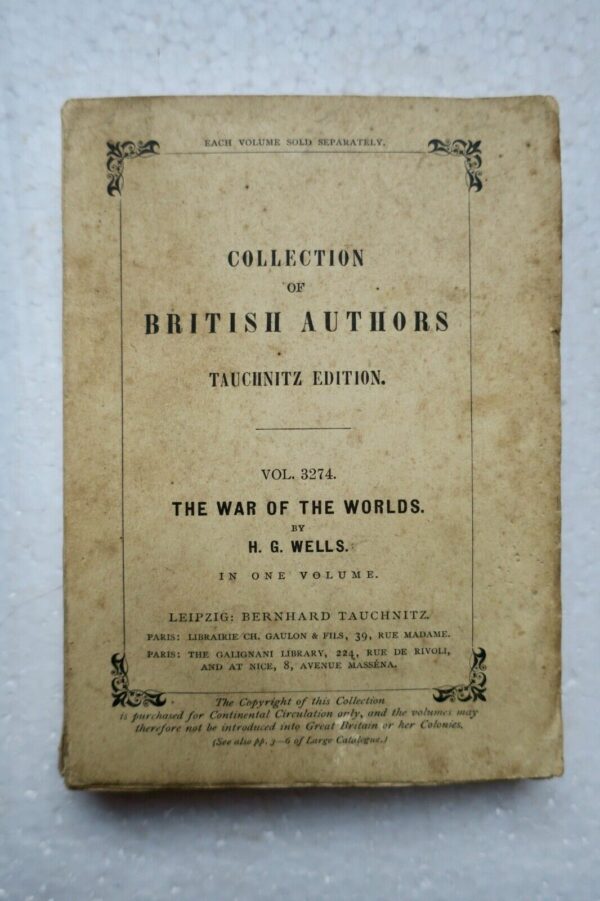 EACH VOLUME SOLD SEPARATELY.
COLLECTION
OF
BRITISH AUTHORS
TAUCHNITZ EDITION.
VOL. 3274.
THE WAR OF THE WORLDS.
BY
H. G. WELLS.
IN ONE VOLUME.
LEIPZIG: BERNHARD TAUCHNITZ.
PARIS: LIBRAIRIE CH. GAULON & FILS, 39, RUE MADAME.
PARIS: THE GALIGNANI LIBRARY, 224, RUE DE RIVOLI,
AND AT NICE, 8, AVENUE MASSÉNA.
The Copyright of this Collection
is purchased for Continental Circulation only, and the volumes may
therefore not be introduced into Great Britain or her Colonies.
(See also pp. 3—6 of Large Catalogue.)